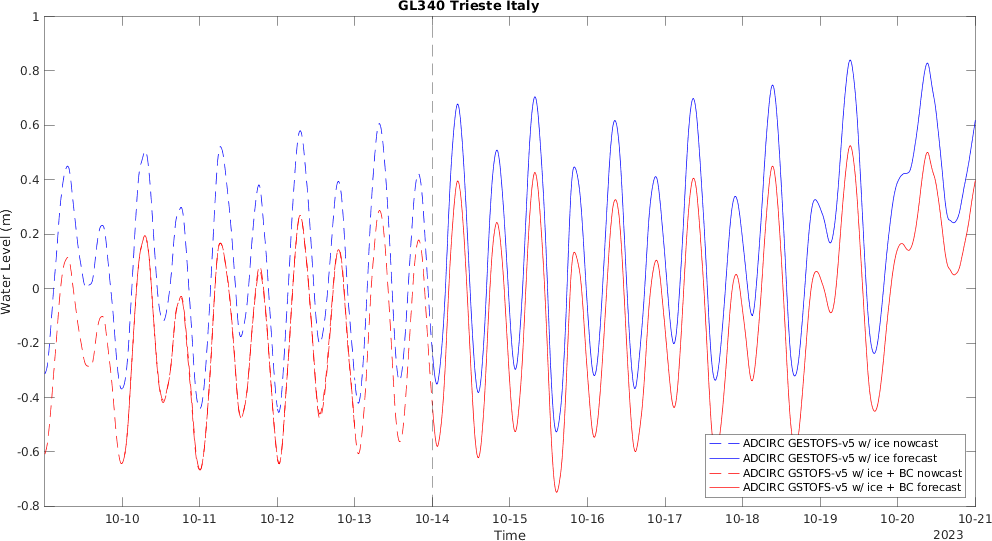 GL340 Trieste Italy
Water Level (m)
1
0.8
0.6
0.4
0.2
0
-0.2
-0.4
-0.6
-0.8
ADCIRC GESTOFS-v5 w/ ice nowcast
ADCIRC GESTOFS-v5 w/ ice forecast
ADCIRC GSTOFS-v5 w/ ice + BC nowcast
ADCIRC GSTOFS-v5 w/ ice + BC forecast
10-10 10-11 10-12 10-13 10-14 10-15 10-16 10-17 10-18 10-19 10-20 10-21
Time
2023